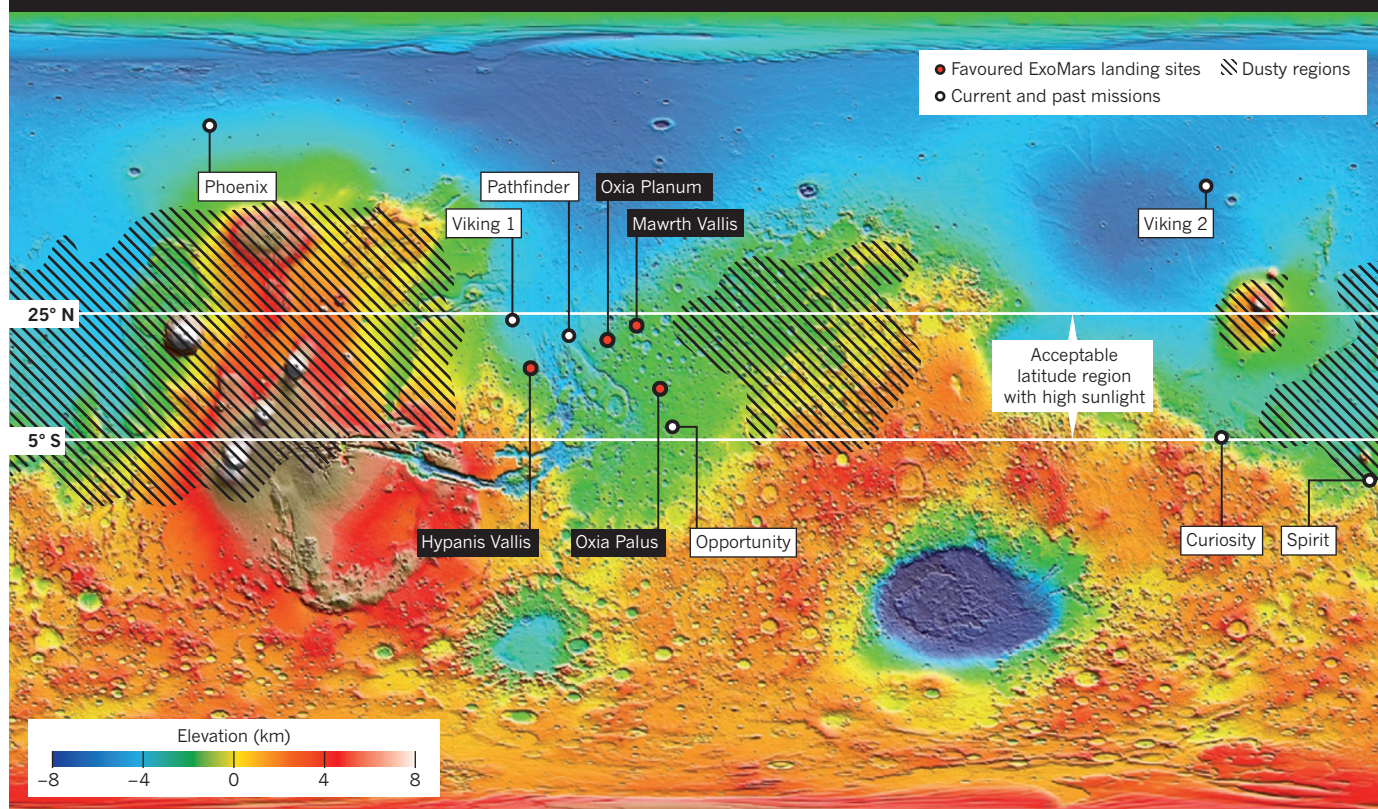 Favoured ExoMars landing sites
Dusty regions
Current and past missions
Phoenix
Pathfinder
Oxia Planum
Viking 1
Mawrth Vallis
Viking 2
25° N
Acceptable
latitude region
with high sunlight
5° S
Hypanis Vallis
Oxia Palus
Opportunity
Curiosity
Spirit
Elevation (km)
–8 –4 0 4 8